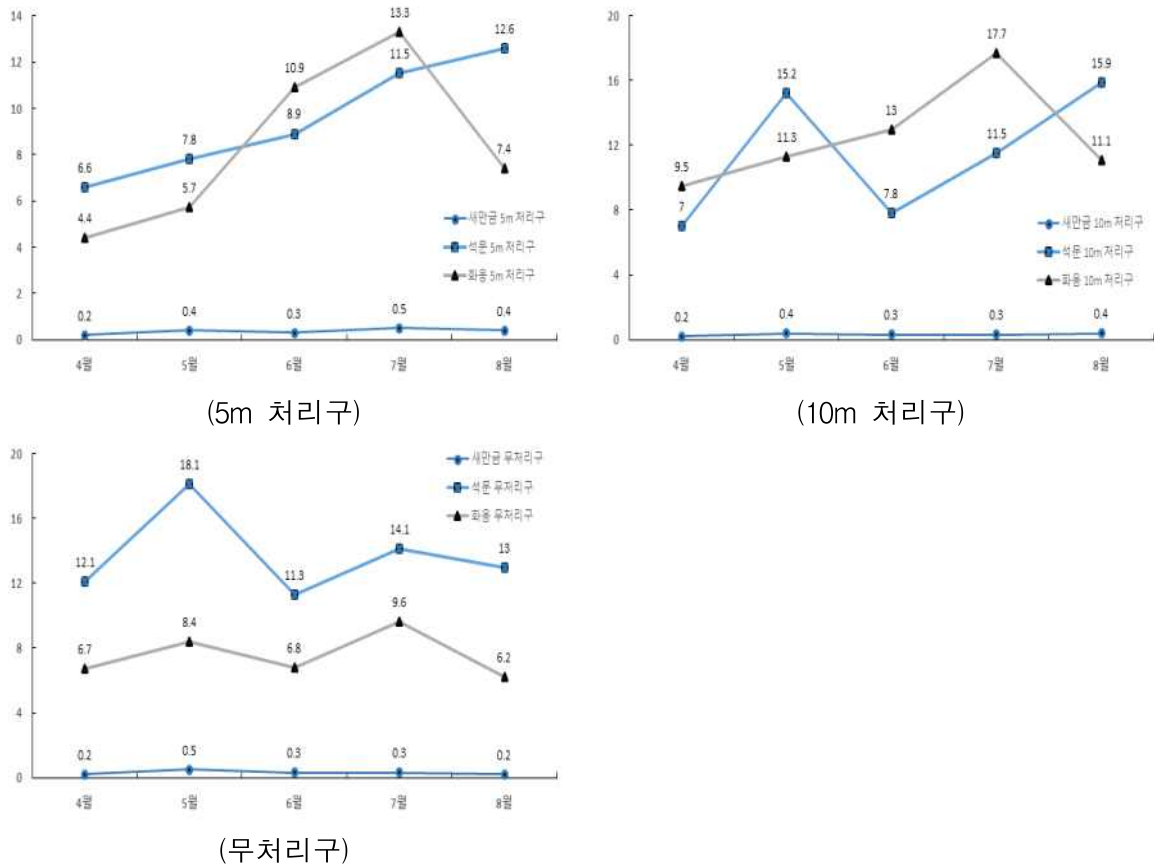 14
12
10
8
6
4
2
0
6.6
7.8
8.9
11.5
12.6
4.4
5.7
10.9
13.3
7.4
0.2
0.4
0.3
0.5
0.4
새만금 5m 처리구
석문 5m 처리구
화옹 5m 처리구
4월
5월
6월
7월
8월
(5m 처리구)
20
16
12
8
4
0
9.5
11.3
13
17.7
11.1
7
15.2
7.8
11.5
15.9
0.2
0.4
0.3
0.3
0.4
새만금 10m 처리구
석문 10m 처리구
화옹 10m 처리구
4월
5월
6월
7월
8월
(10m 처리구)
20
16
12
8
4
0
12.1
18.1
11.3
14.1
13
6.7
8.4
6.8
9.6
6.2
0.2
0.5
0.3
0.3
0.2
새만금 무처리구
석문 무처리구
화옹 무처리구
4월
5월
6월
7월
8월
(무처리구)